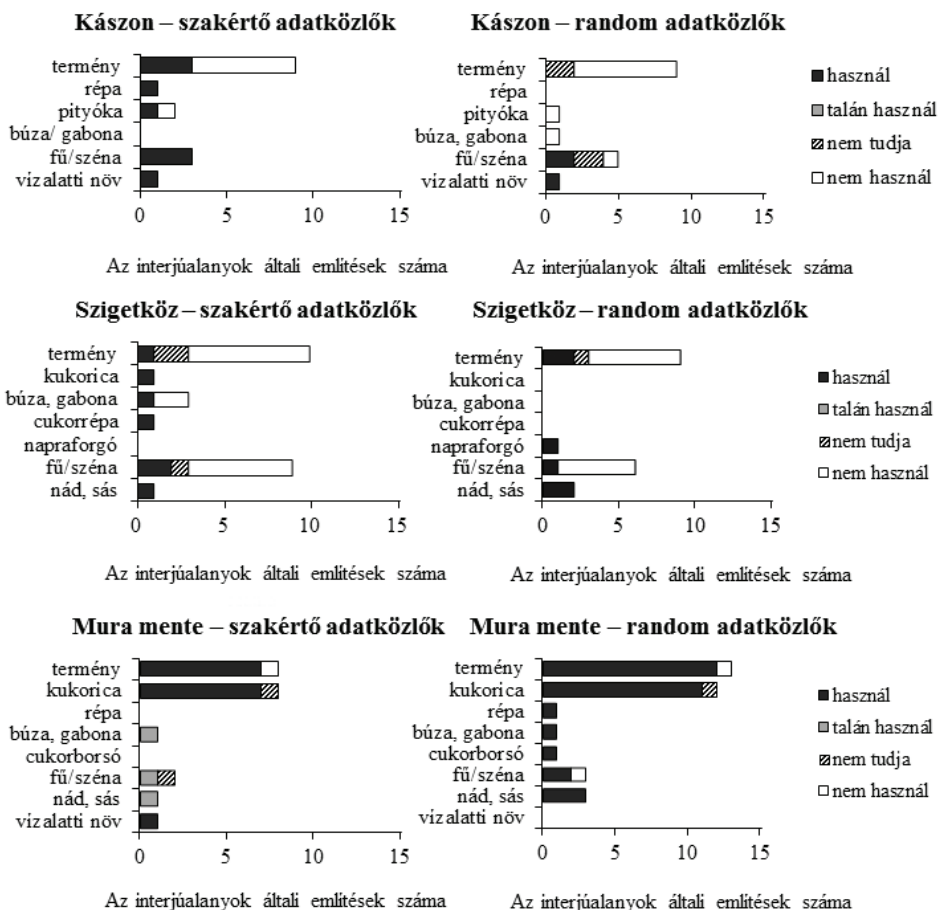 Kászon – szakértő adatközlők
termény
répa
pityóka
búza/ gabona
fű/széna
vízalatti növ
0 5 10 15
Az interjúalanyok általi említések száma
Kászon – random adatközlők
termény
répa
pityóka
búza, gabona
fű/széna
vízalatti növ
0 5 10 15
Az interjúalanyok általi említések száma
használ
talán használ
nem tudja
nem használ
Szigetköz – szakértő adatközlők
termény
kukorica
búza, gabona
cukorrépa
napraforgó
fű/széna
nád, sás
0 5 10 15
Az interjúalanyok általi említések száma
Szigetköz – random adatközlők
termény
kukorica
búza, gabona
cukorrépa
napraforgó
fű/széna
nád, sás
0 5 10 15
Az interjúalanyok általi említések száma
használ
talán használ
nem tudja
nem használ
Mura mente – szakértő adatközlők
termény
kukorica
répa
búza, gabona
cukorborsó
fű/széna
nád, sás
vízalatti növ
0 5 10 15
Az interjúalanyok általi említések száma
Mura mente – random adatközlők
termény
kukorica
répa
búza, gabona
cukorborsó
fű/széna
nád, sás
vízalatti növ
0 5 10 15
Az interjúalanyok általi említések száma
használ
talán használ
nem tudja
nem használ